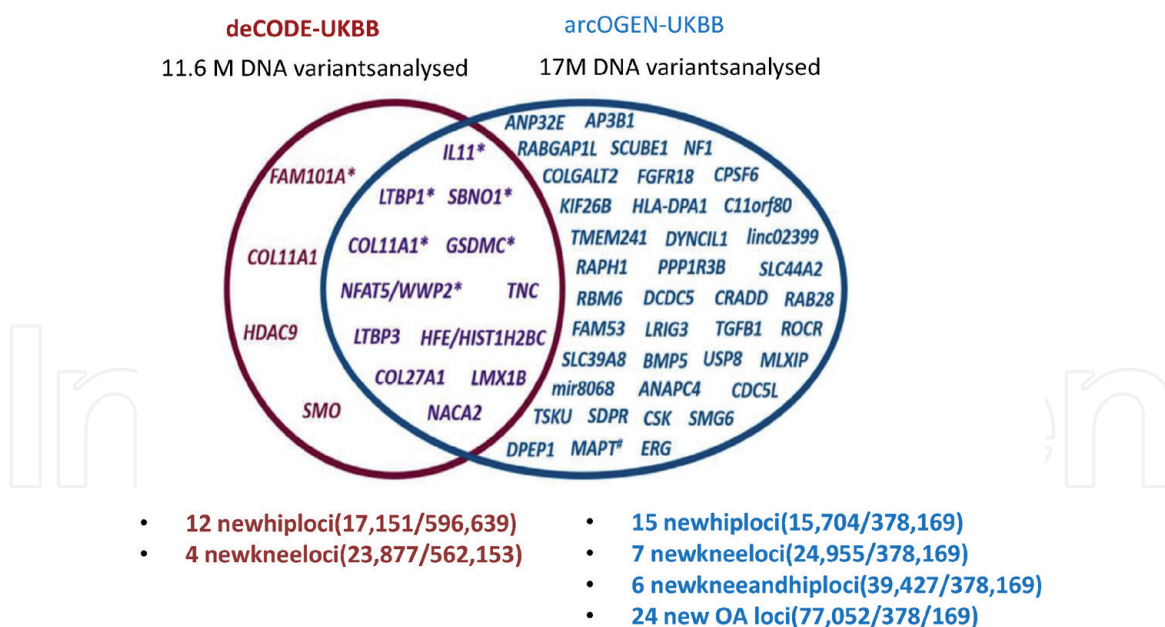 deCODE-UKBB
arcOGEN-UKBB
11.6 M DNA variantsanalysed
17M DNA variantsanalysed
ANP32E AP3B1
IL11* RABGAP1L SCUBE1 NF1
FAM101A* COLGALT2 FGFR18 CPSF6
LTBP1* SBNO1* KIF26B HLA-DPA1 C11orf80
COL11A1 COL11A1* GSDMC* TMEM241 DYNCIL1 linc02399
RAPH1 PPP1R3B SLC44A2
NFAT5/WWP2* TNC RBM6 DCDC5 CRADD RAB28
HDAC9 LTBP3 HFE/HIST1H2BC FAM53 LRIG3 TGFB1 ROCR
SLC39A8 BMP5 USP8 MLXIP
COL27A1 LMX1B mir8068 ANAPC4 CDC5L
SMO NACA2 TSKU SDPR CSK SMG6
DPEP1 MAPT# ERG
• 12 newhiploci(17,151/596,639)
• 4 newkneeloci(23,877/562,153)
• 15 newhiploci(15,704/378,169)
• 7 newkneeloci(24,955/378,169)
• 6 newkneeandhiploci(39,427/378,169)
• 24 new OA loci(77,052/378/169)